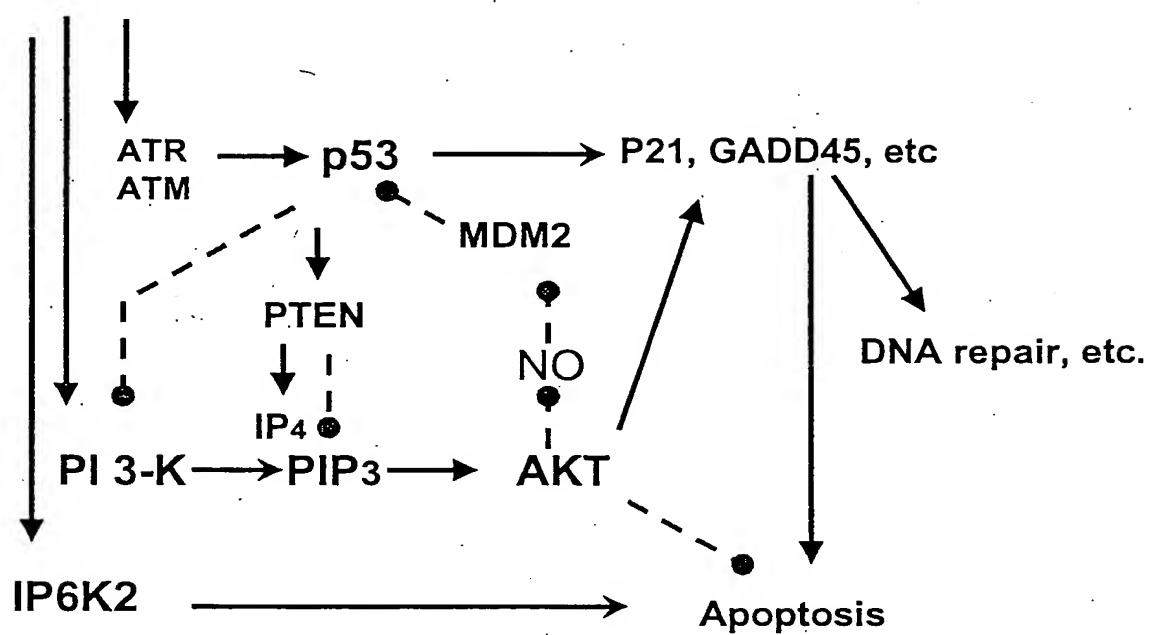 ATR
ATM
p53
P21, GADD45, etc
MDM2
PTEN
NO
DNA repair, etc.
IP4
PI 3-K
PIP3
AKT
IP6K2
Apoptosis